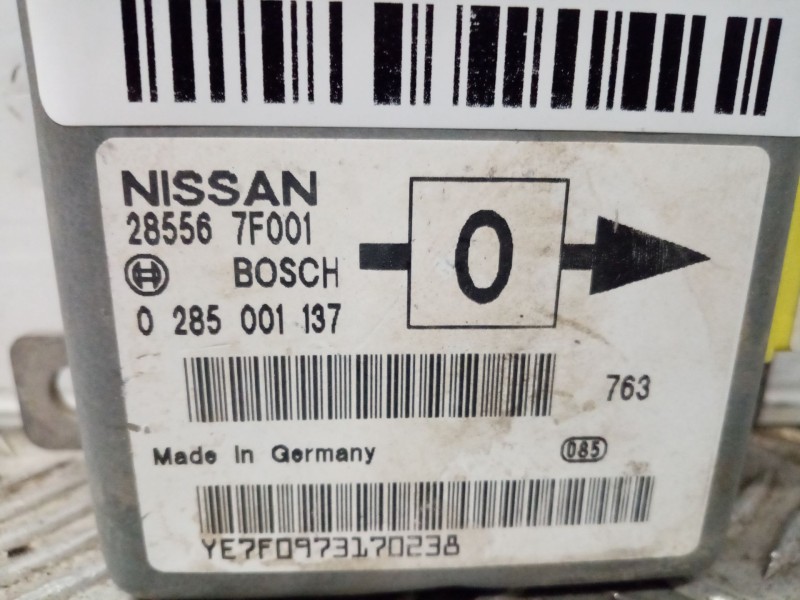 NISSAN
28556 7F001
BOSCH
0 285 001 137
0
763
Made In Germany
085
YE7F0973170238